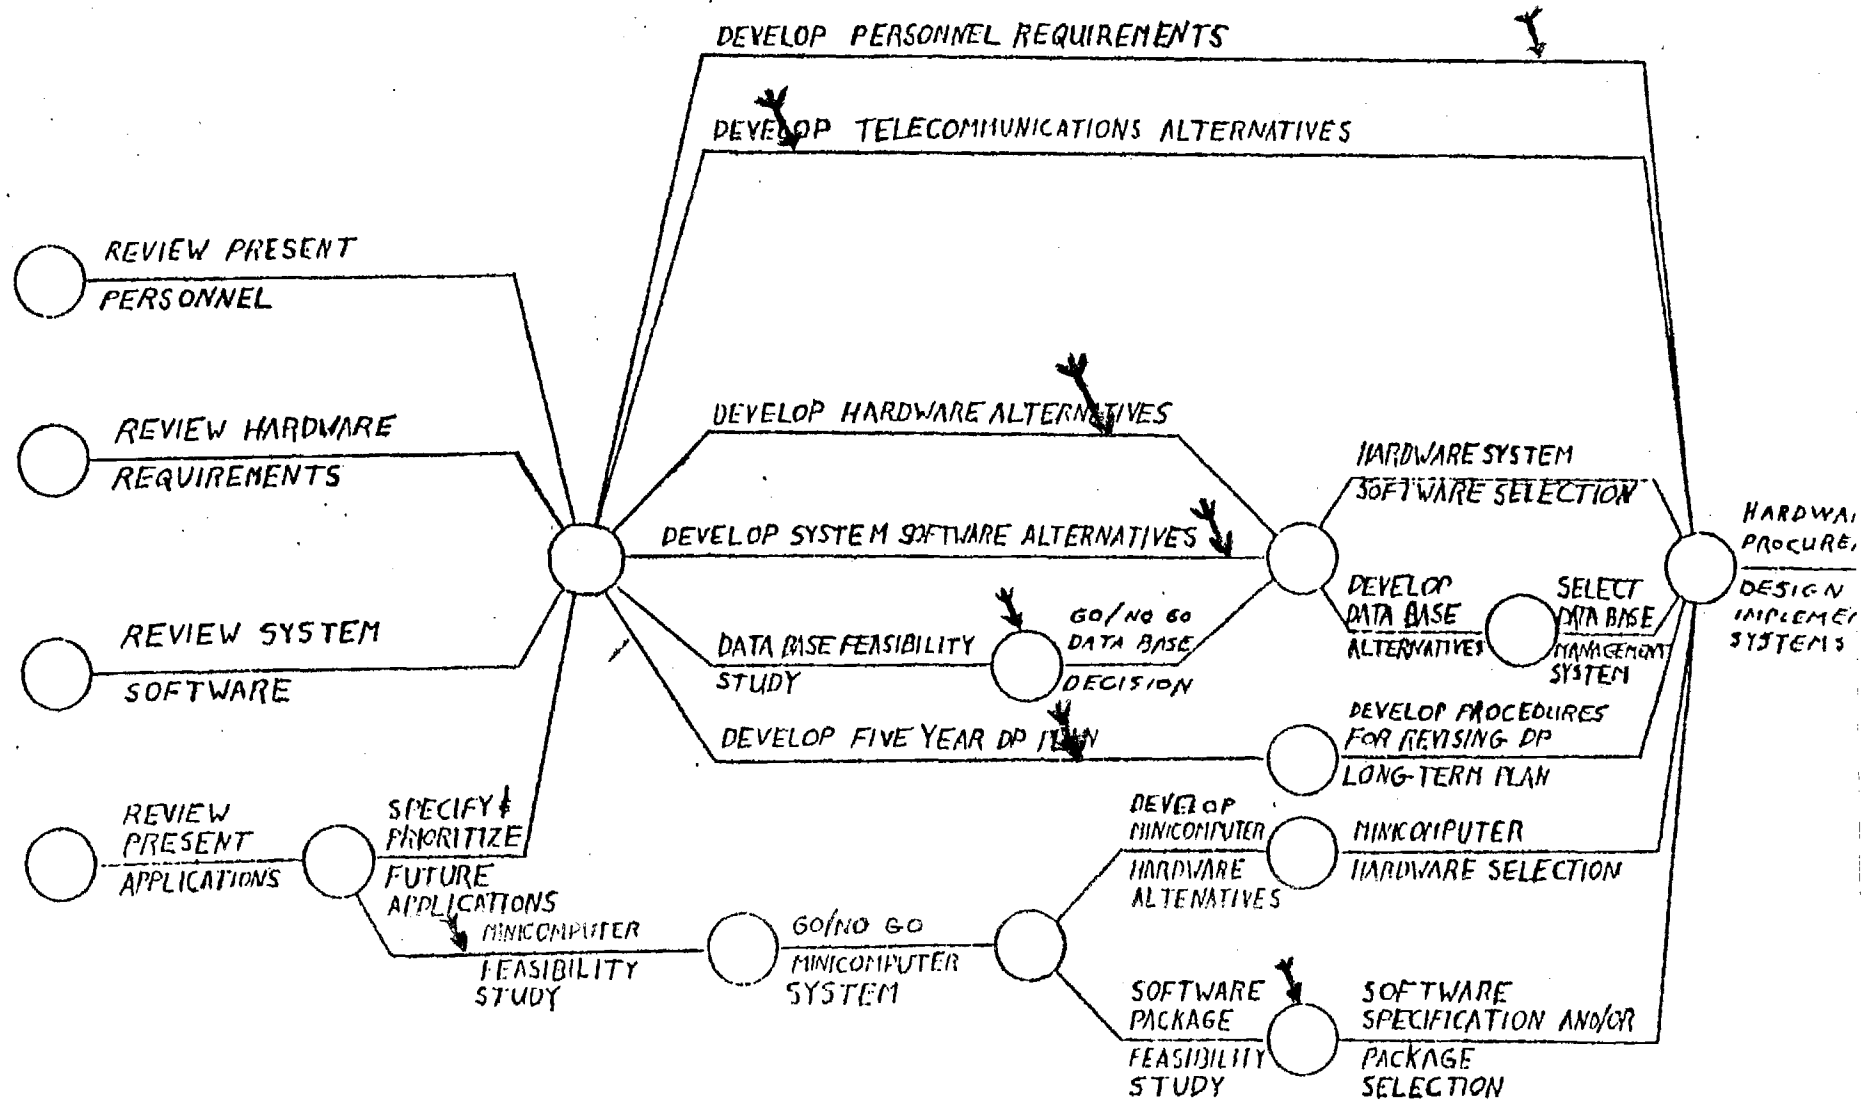 DEVELOP PERSONNEL REQUIREMENTS
DEVELOP TELECOMMUNICATIONS ALTERNATIVES
REVIEW PRESENT
PERSONNEL
REVIEW HARDWARE
REQUIREMENTS
REVIEW SYSTEM
SOFTWARE
REVIEW
PRESENT
APPLICATIONS
SPECIFY &
PRIORITIZE
FUTURE
APPLICATIONS
MINICOMPUTER
FEASIBILITY
STUDY
DEVELOP HARDWARE ALTERNATIVES
DEVELOP SYSTEM SOFTWARE ALTERNATIVES
DATA BASE FEASIBILITY
STUDY
GO/NO GO
DATA BASE
DECISION
DEVELOP FIVE YEAR DP PLAN
GO/NO GO
MINICOMPUTER
SYSTEM
DEVELOP
MINICOMPUTER
HARDWARE
ALTENATIVES
SOFTWARE
PACKAGE
FEASIBILITY
STUDY
HARDWARE SYSTEM
SOFTWARE SELECTION
DEVELOP
DATA BASE
ALTERNATIVES
SELECT
DATA BASE
MANAGEMENT
SYSTEM
DEVELOP PROCEDURES
FOR REVISING DP
LONG-TERM PLAN
MINICOMPUTER
HARDWARE SELECTION
SOFTWARE
SPECIFICATION AND/OR
PACKAGE
SELECTION
HARDWA
PROCURE
DESIGN
IMPLEME
SYSTEMS